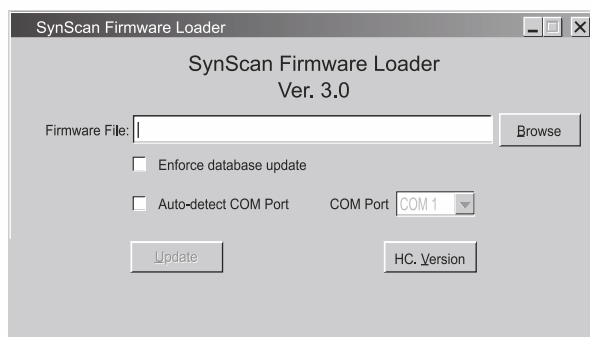 SynScan Firmware Loader
SynScan Firmware Loader
Ver. 3.0
Firmware File: Browse
Enforce database update
Auto-detect COM Port COM Port COM 1
Update HC. Version